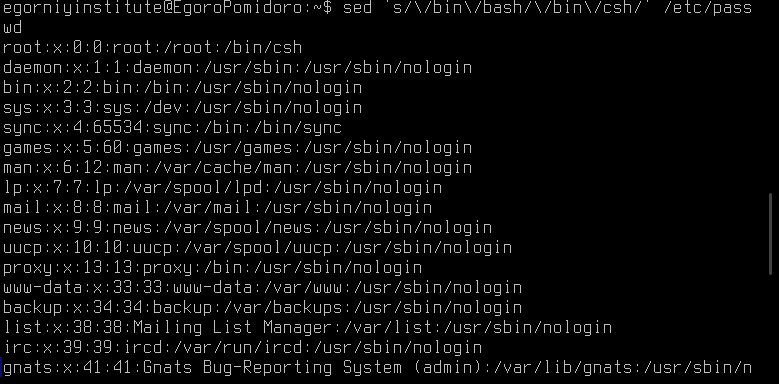 egorniyinstitute@EgoroPomidoro:~$ sed 's/\/bin\/bash/\/bin\/csh/' /etc/pass
wd
root:x:0:0:root:/root:/bin/csh
daemon:x:1:1:daemon:/usr/sbin:/usr/sbin/nologin
bin:x:2:2:bin:/bin:/usr/sbin/nologin
sys:x:3:3:sys:/dev:/usr/sbin/nologin
sync:x:4:65534:sync:/bin:/bin/sync
games:x:5:60:games:/usr/games:/usr/sbin/nologin
man:x:6:12:man:/var/cache/man:/usr/sbin/nologin
lp:x:7:7:lp:/var/spool/lpd:/usr/sbin/nologin
mail:x:8:8:mail:/var/mail:/usr/sbin/nologin
news:x:9:9:news:/var/spool/news:/usr/sbin/nologin
uucp:x:10:10:uucp:/var/spool/uucp:/usr/sbin/nologin
proxy:x:13:13:proxy:/bin:/usr/sbin/nologin
www-data:x:33:33:www-data:/var/www:/usr/sbin/nologin
backup:x:34:34:backup:/var/backups:/usr/sbin/nologin
list:x:38:38:Mailing List Manager:/var/list:/usr/sbin/nologin
irc:x:39:39:ircd:/var/run/ircd:/usr/sbin/nologin
gnats:x:41:41:Gnats Bug-Reporting System (admin):/var/lib/gnats:/usr/sbin/n